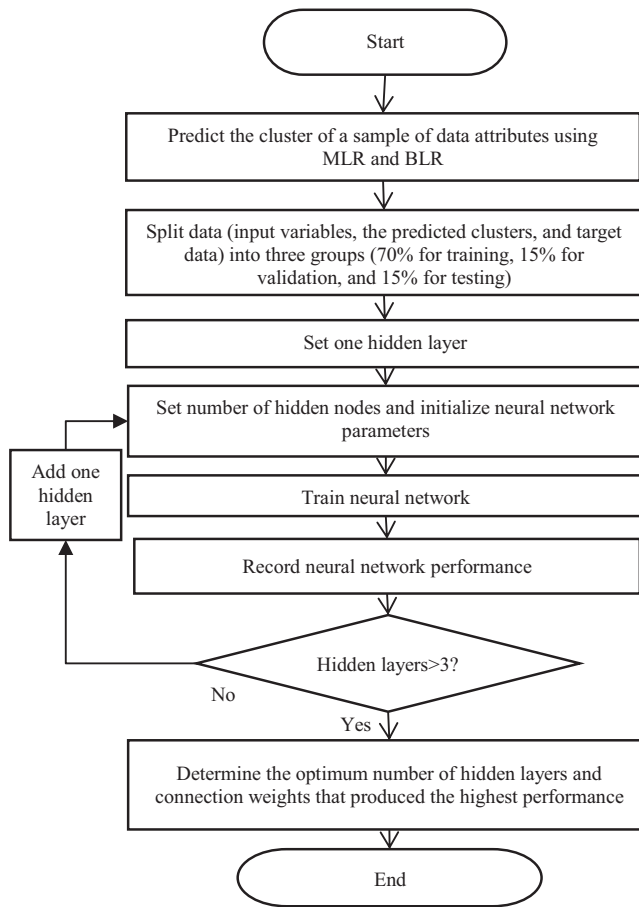 Start
Predict the cluster of a sample of data attributes using
MLR and BLR
Split data (input variables, the predicted clusters, and target
data) into three groups (70% for training, 15% for
validation, and 15% for testing)
Set one hidden layer
Set number of hidden nodes and initialize neural network
parameters
Add one
hidden
layer
Train neural network
Record neural network performance
Hidden layers>3?
No
Yes
Determine the optimum number of hidden layers and
connection weights that produced the highest performance
End